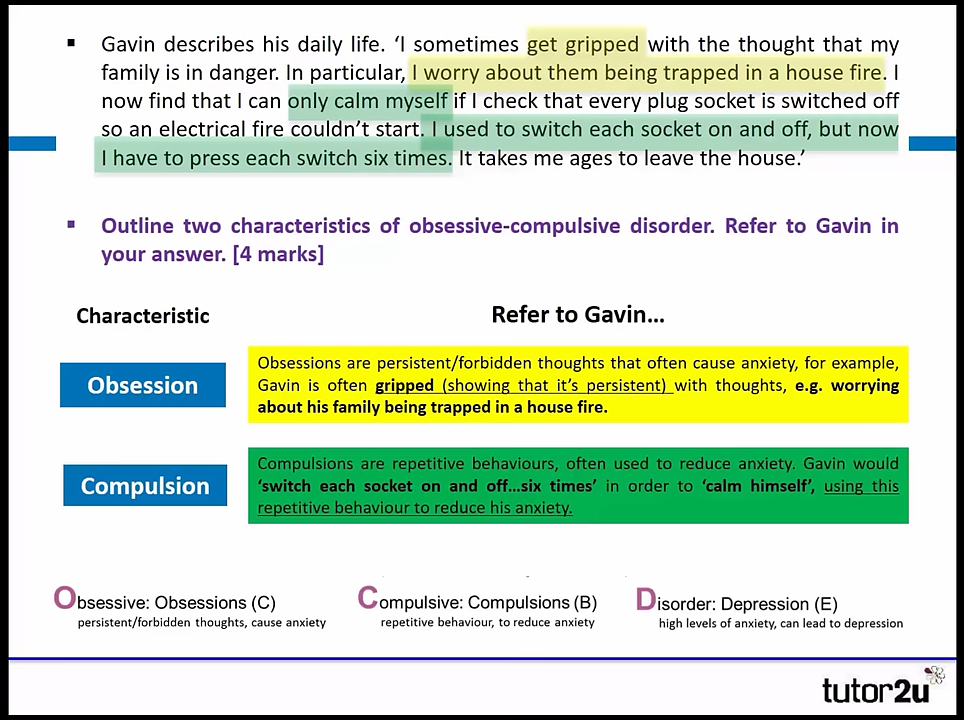 ▪ Gavin describes his daily life. ‘I sometimes get gripped with the thought that my
family is in danger. In particular, I worry about them being trapped in a house fire. I
now find that I can only calm myself if I check that every plug socket is switched off
so an electrical fire couldn’t start. I used to switch each socket on and off, but now
I have to press each switch six times. It takes me ages to leave the house.’
▪ Outline two characteristics of obsessive-compulsive disorder. Refer to Gavin in
your answer. [4 marks]
Characteristic
Refer to Gavin…
Obsession
Obsessions are persistent/forbidden thoughts that often cause anxiety, for example,
Gavin is often gripped (showing that it’s persistent) with thoughts, e.g. worrying
about his family being trapped in a house fire.
Compulsion
Compulsions are repetitive behaviours, often used to reduce anxiety. Gavin would
‘switch each socket on and off…six times’ in order to ‘calm himself’, using this
repetitive behaviour to reduce his anxiety.
Obsessive: Obsessions (C)
persistent/forbidden thoughts, cause anxiety
Compulsive: Compulsions (B)
repetitive behaviour, to reduce anxiety
Disorder: Depression (E)
high levels of anxiety, can lead to depression
tutor2u